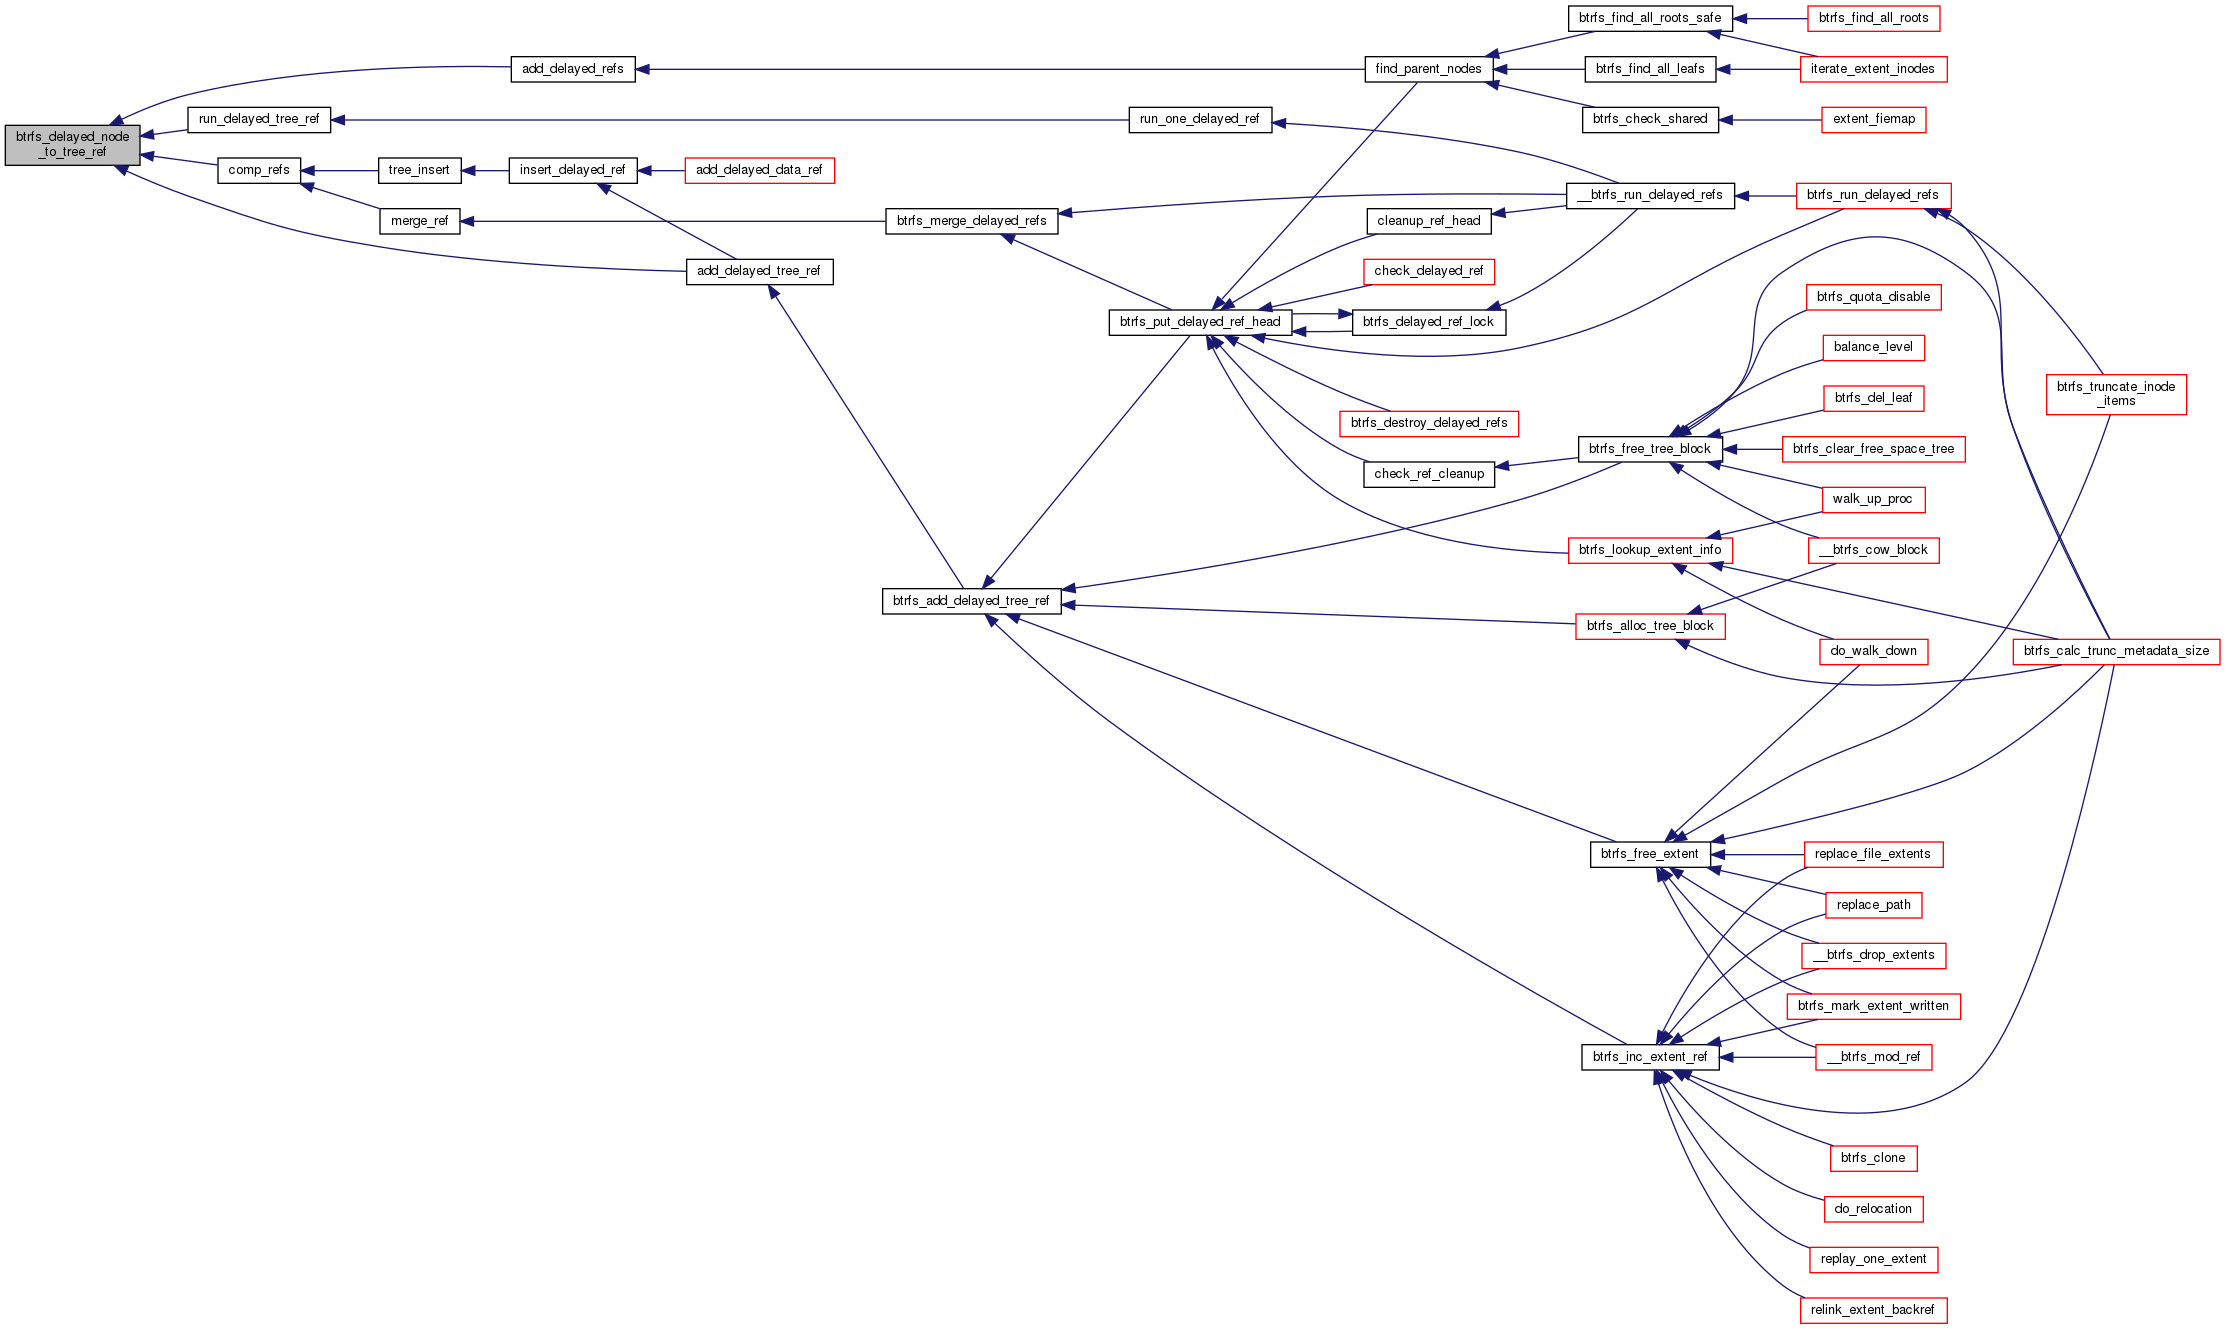 btrfs_find_all_roots_safe
btrfs_find_all_roots
add_delayed_refs
find_parent_nodes
btrfs_find_all_leafs
iterate_extent_inodes
run_delayed_tree_ref
run_one_delayed_ref
btrfs_check_shared
extent_fiemap
btrfs_delayed_node
_to_tree_ref
comp_refs
tree_insert
insert_delayed_ref
add_delayed_data_ref
__btrfs_run_delayed_refs
btrfs_run_delayed_refs
merge_ref
btrfs_merge_delayed_refs
cleanup_ref_head
add_delayed_tree_ref
check_delayed_ref
btrfs_quota_disable
btrfs_put_delayed_ref_head
btrfs_delayed_ref_lock
balance_level
btrfs_truncate_inode
_items
btrfs_del_leaf
btrfs_destroy_delayed_refs
btrfs_free_tree_block
btrfs_clear_free_space_tree
check_ref_cleanup
walk_up_proc
btrfs_lookup_extent_info
__btrfs_cow_block
btrfs_add_delayed_tree_ref
btrfs_alloc_tree_block
do_walk_down
btrfs_calc_trunc_metadata_size
btrfs_free_extent
replace_file_extents
replace_path
__btrfs_drop_extents
btrfs_mark_extent_written
btrfs_inc_extent_ref
__btrfs_mod_ref
btrfs_clone
do_relocation
replay_one_extent
relink_extent_backref